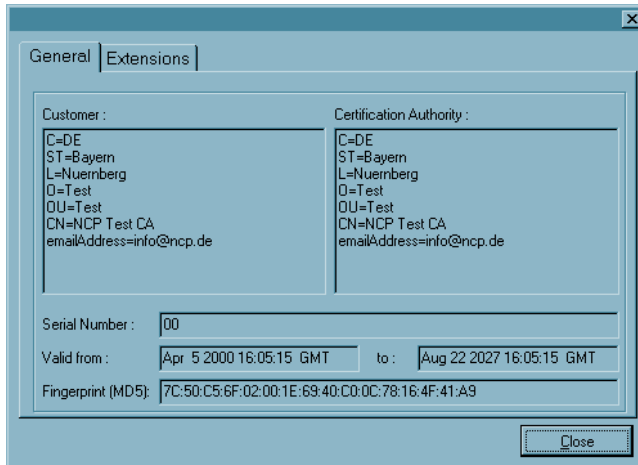 General Extensions
Customer : Certification Authority :
C=DE C=DE
ST=Bayern ST=Bayern
L=Nuernberg L=Nuernberg
O=Test O=Test
OU=Test OU=Test
CN=NCP Test CA CN=NCP Test CA
emailAddress=info@ncp.de emailAddress=info@ncp.de
Serial Number : 00
Valid from : Apr 5 2000 16:05:15 GMT to : Aug 22 2027 16:05:15 GMT
Fingerprint (MD5): 7C:50:C5:6F:02:00:1E:69:40:C0:0C:78:16:4F:41:A9
Close